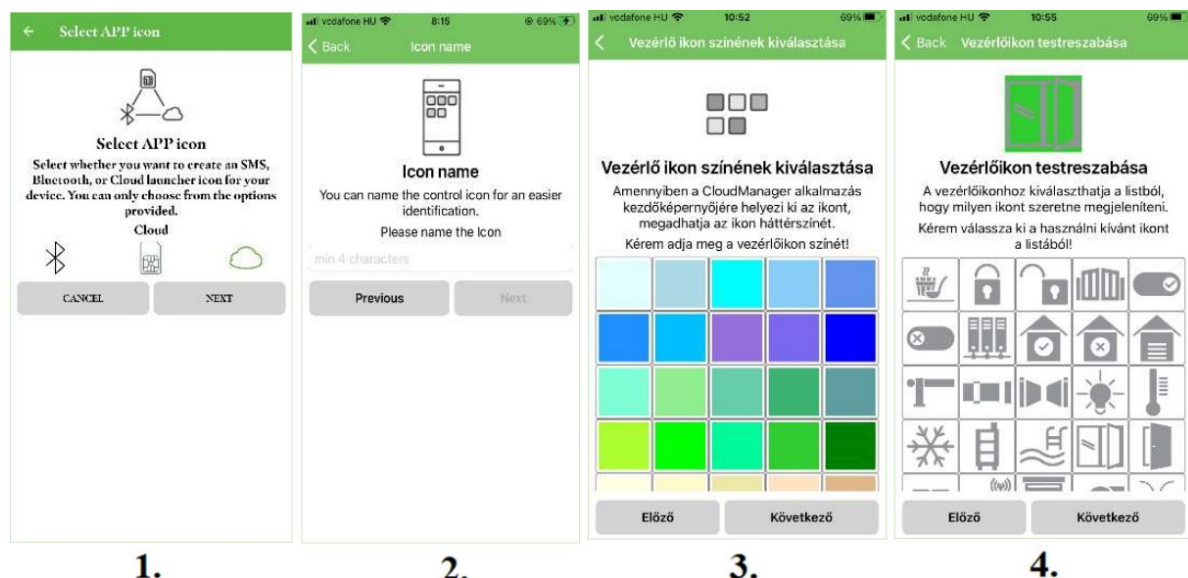 Select APP icon
Select APP icon
Select whether you want to create an SMS,
Bluetooth, or Cloud launcher icon for your
device. You can only choose from the options
provided.
Cloud
CANCEL NEXT
1.
vodafone HU 8:15 69%
Back Icon name
Icon name
You can name the control icon for an easier
identification.
Please name the Icon
min 4 characters
Previous Next
2.
vodafone HU 10:52 69%
Vezérlő ikon színének kiválasztása
Vezérlő ikon színének kiválasztása
Amennyiben a CloudManager alkalmazás
kezdőképernyőjére helyezi ki az ikont,
megadhatja az ikon háttérszínét.
Kérem adja meg a vezérlőikon színét!
Előző Következő
3.
vodafone HU 10:55 69%
Back Vezérlőikon testreszabása
Vezérlőikon testreszabása
A vezérlőikonhoz kiválaszthatja a listból,
hogy milyen ikont szeretne megjeleníteni.
Kérem válassza ki a használni kívánt ikont
a listából!
Előző Következő
4.